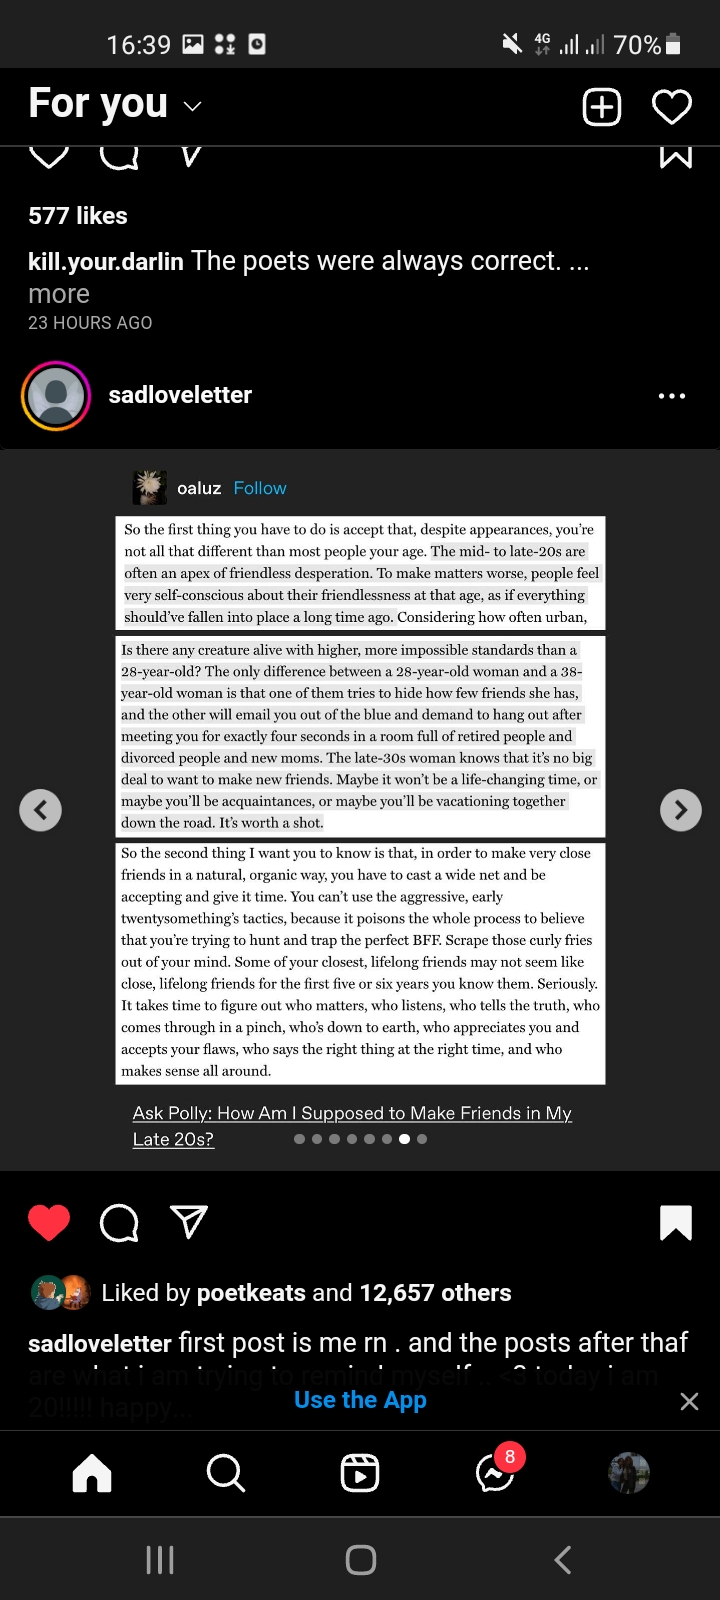 16:39
4G
70%
For you
577 likes
kill.your.darlin The poets were always correct. ...
more
23 HOURS AGO
sadloveletter
oaluz Follow
So the first thing you have to do is accept that, despite appearances, you're
not all that different than most people your age. The mid- to late-20s are
often an apex of friendless desperation. To make matters worse, people feel
very self-conscious about their friendlessness at that age, as if everything
should've fallen into place a long time ago. Considering how often urban,
Is there any creature alive with higher, more impossible standards than a
28-year-old? The only difference between a 28-year-old woman and a 38-
year-old woman is that one of them tries to hide how few friends she has,
and the other will email you out of the blue and demand to hang out after
meeting you for exactly four seconds in a room full of retired people and
divorced people and new moms. The late-30s woman knows that it's no big
deal to want to make new friends. Maybe it won't be a life-changing time, or
maybe you'll be acquaintances, or maybe you'll be vacationing together
down the road. It's worth a shot.
So the second thing I want you to know is that, in order to make very close
friends in a natural, organic way, you have to cast a wide net and be
accepting and give it time. You can't use the aggressive, early
twentysomething's tactics, because it poisons the whole process to believe
that you're trying to hunt and trap the perfect BFF. Scrape those curly fries
out of your mind. Some of your closest, lifelong friends may not seem like
close, lifelong friends for the first five or six years you know them. Seriously.
It takes time to figure out who matters, who listens, who tells the truth, who
comes through in a pinch, who's down to earth, who appreciates you and
accepts your flaws, who says the right thing at the right time, and who
makes sense all around.
Ask Polly: How Am I Supposed to Make Friends in My
Late 20s?
Liked by poetkeats and 12,657 others
sadloveletter first post is me rn . and the posts after thaf
are what i am trying to remind myself .. <3 today i am
20!!!!! happy...
Use the App
8